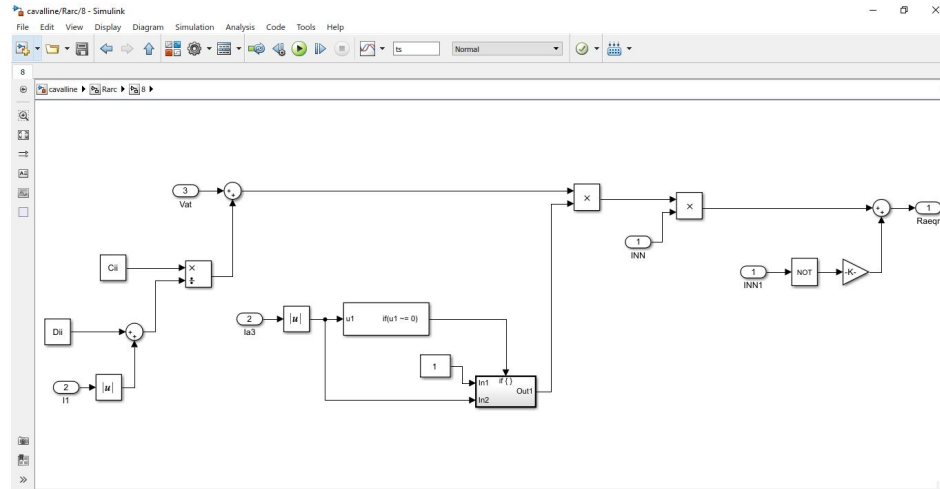 cavalline/Rarc/8 - Simulink
File Edit View Display Diagram Simulation Analysis Code Tools Help
ts Normal
8
cavalline Rarc 8
3
Vat
Cii
×
÷
Dii
2
I1
|u|
2
Ia3
|u|
u1 if(u1 ~= 0)
1
In1 if { } Out1
In2
×
×
1
INN
1
INN1
NOT
-K-
1
Raeqr